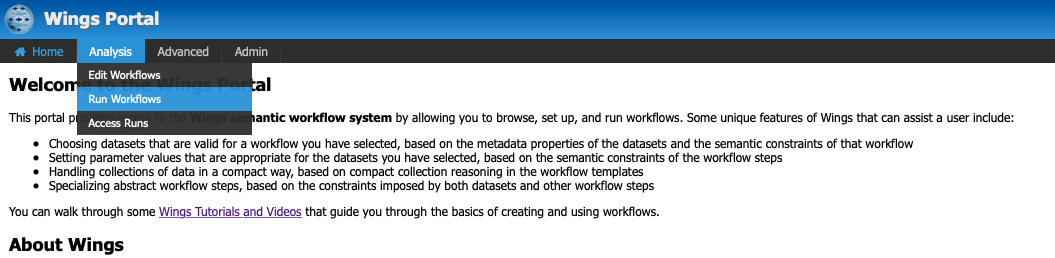 Wings Portal
Home Analysis Advanced Admin
Edit Workflows
Run Workflows
Access Runs
Welcome to the Wings Portal
This portal to the Wings semantic workflow system by allowing you to browse, set up, and run workflows. Some unique features of Wings that can assist a user include:
• Choosing datasets that are valid for a workflow you have selected, based on the metadata properties of the datasets and the semantic constraints of that workflow
• Setting parameter values that are appropriate for the datasets you have selected, based on the semantic constraints of the workflow steps
• Handling collections of data in a compact way, based on compact collection reasoning in the workflow templates
• Specializing abstract workflow steps, based on the constraints imposed by both datasets and other workflow steps
You can walk through some Wings Tutorials and Videos that guide you through the basics of creating and using workflows.
About Wings